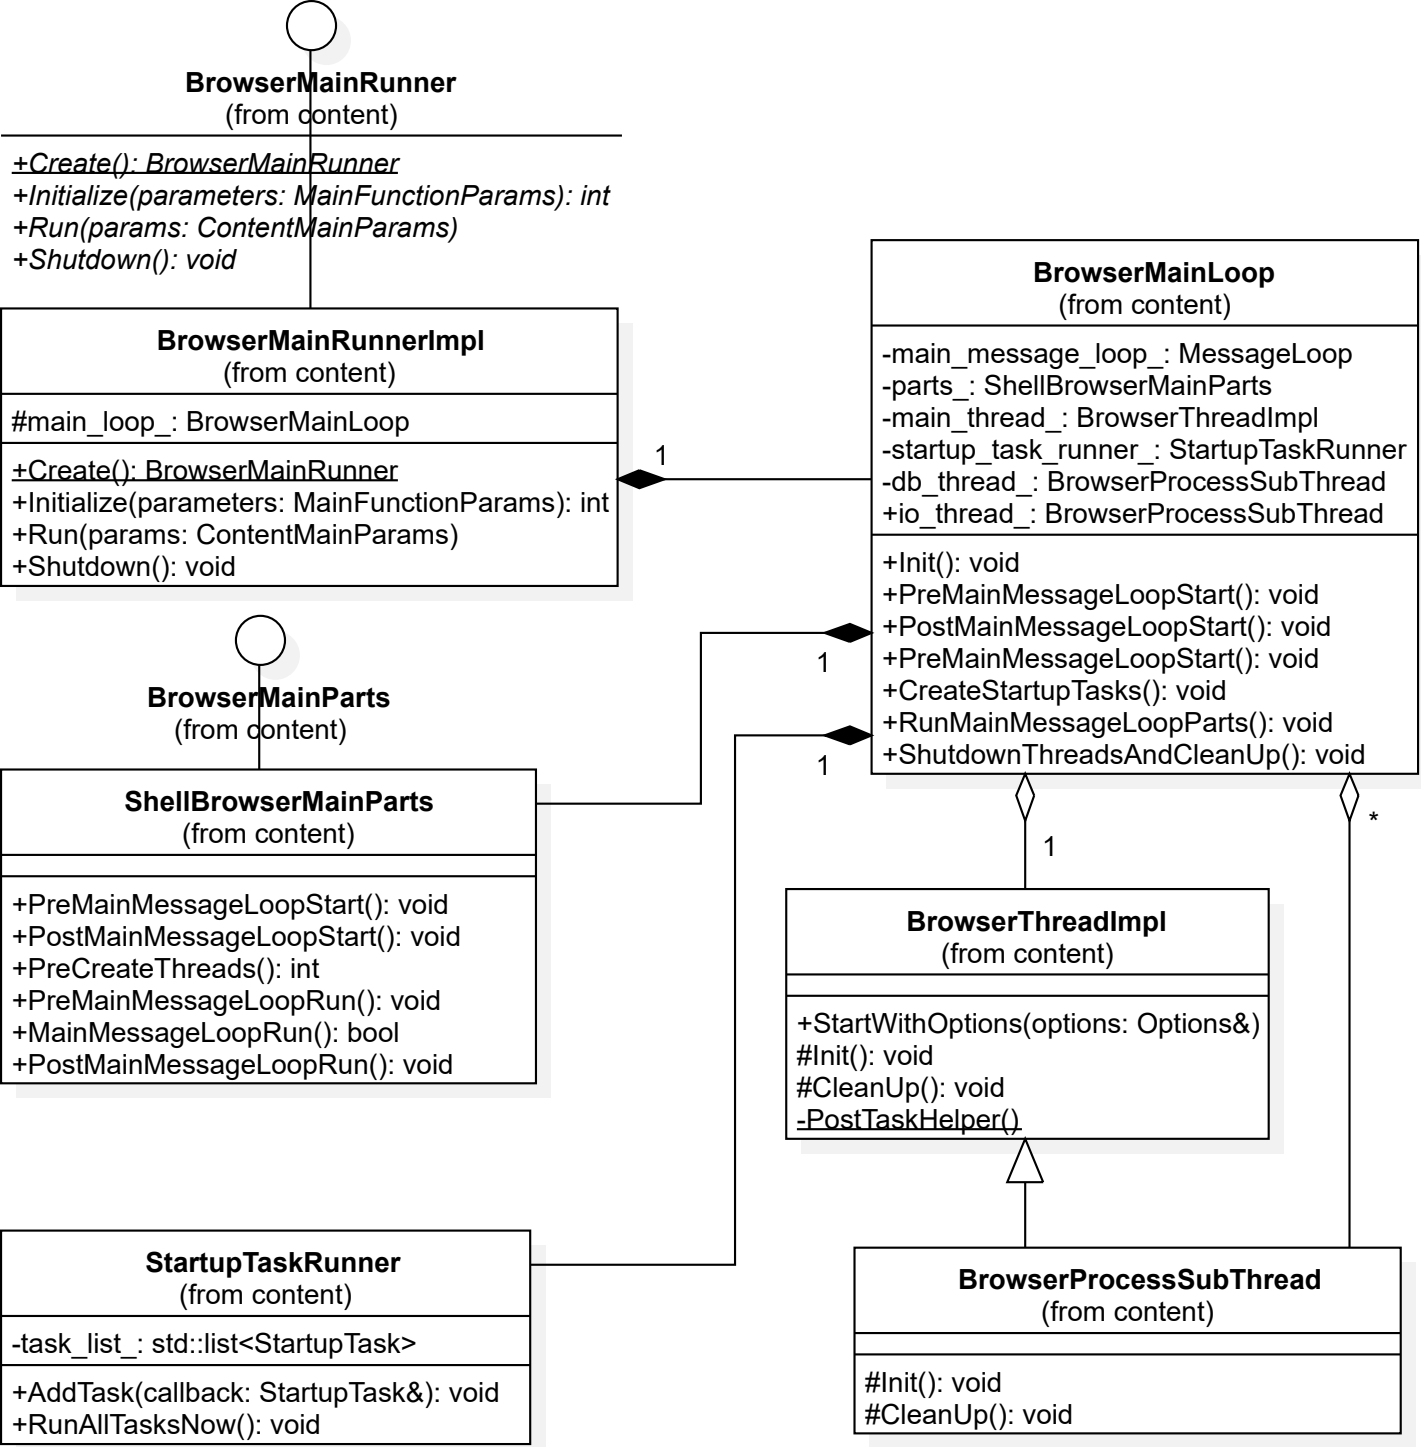 BrowserMainRunner
(from content)
+Create(): BrowserMainRunner
+Initialize(parameters: MainFunctionParams): int
+Run(params: ContentMainParams)
+Shutdown(): void
BrowserMainRunnerImpl
(from content)
#main_loop_: BrowserMainLoop
+Create(): BrowserMainRunner
+Initialize(parameters: MainFunctionParams): int
+Run(params: ContentMainParams)
+Shutdown(): void
1
BrowserMainLoop
(from content)
-main_message_loop_: MessageLoop
-parts_: ShellBrowserMainParts
-main_thread_: BrowserThreadImpl
-startup_task_runner_: StartupTaskRunner
-db_thread_: BrowserProcessSubThread
+io_thread_: BrowserProcessSubThread
+Init(): void
+PreMainMessageLoopStart(): void
+PostMainMessageLoopStart(): void
+PreMainMessageLoopStart(): void
+CreateStartupTasks(): void
+RunMainMessageLoopParts(): void
+ShutdownThreadsAndCleanUp(): void
1
1
1
*
BrowserMainParts
(from content)
ShellBrowserMainParts
(from content)
+PreMainMessageLoopStart(): void
+PostMainMessageLoopStart(): void
+PreCreateThreads(): int
+PreMainMessageLoopRun(): void
+MainMessageLoopRun(): bool
+PostMainMessageLoopRun(): void
BrowserThreadImpl
(from content)
+StartWithOptions(options: Options&)
#Init(): void
#CleanUp(): void
-PostTaskHelper()
StartupTaskRunner
(from content)
-task_list_: std::list<StartupTask>
+AddTask(callback: StartupTask&): void
+RunAllTasksNow(): void
BrowserProcessSubThread
(from content)
#Init(): void
#CleanUp(): void